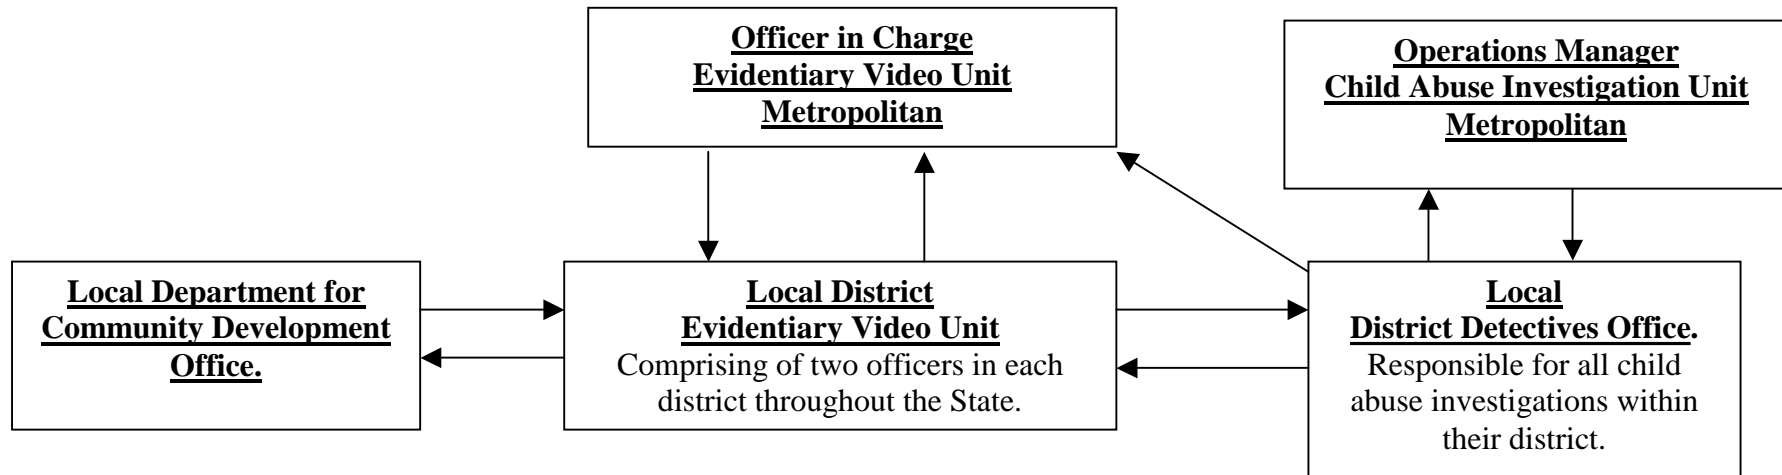 Officer in Charge
Evidentiary Video Unit
Metropolitan
Operations Manager
Child Abuse Investigation Unit
Metropolitan
Local Department for
Community Development
Office.
Local District
Evidentiary Video Unit
Comprising of two officers in each
district throughout the State.
Local
District Detectives Office.
Responsible for all child
abuse investigations within
their district.